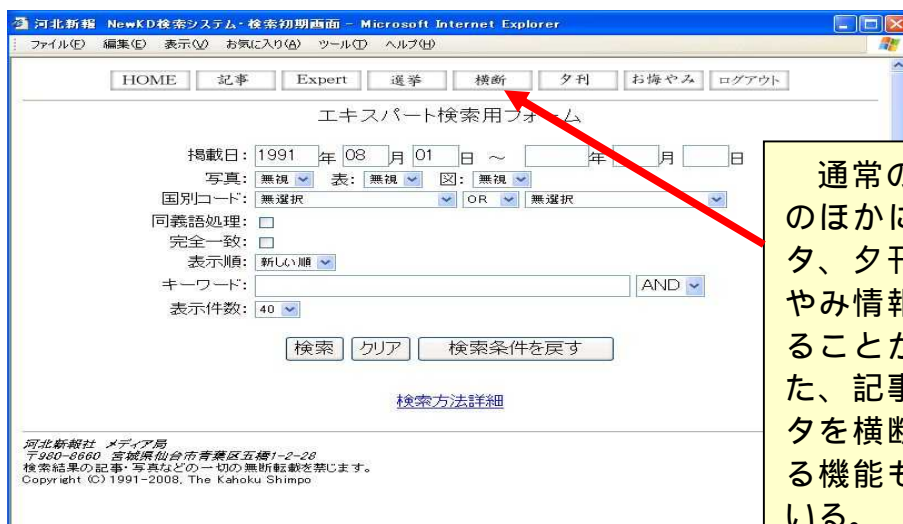 河北新報 NewKD検索システム・検索初期画面 - Microsoft Internet Explorer
ファイル(F) 編集(E) 表示(V) お気に入り(A) ツール(T) ヘルプ(H)
HOME 記事 Expert 選挙 横断 夕刊 お悔やみ ログアウト
エキスパート検索用フォーム
掲載日: 1991 年 08 月 01 日 ~ 年 月 日
写真: 無視 表: 無視 図: 無視
国別コード: 無選択 OR 無選択
同義語処理:
完全一致:
表示順: 新しい順
キーワード: AND
表示件数: 40
検索 クリア 検索条件を戻す
検索方法詳細
河北新報社 メディア局
〒980-8660 宮城県仙台市青葉区五橋1-2-28
検索結果の記事・写真などの一切の無断転載を禁じます。
Copyright (C) 1991-2008, The Kahoku Shimpo
通常の
のほかに
タ、夕刊
やみ情報
ることが
た、記事
タを横断
る機能も
いる。